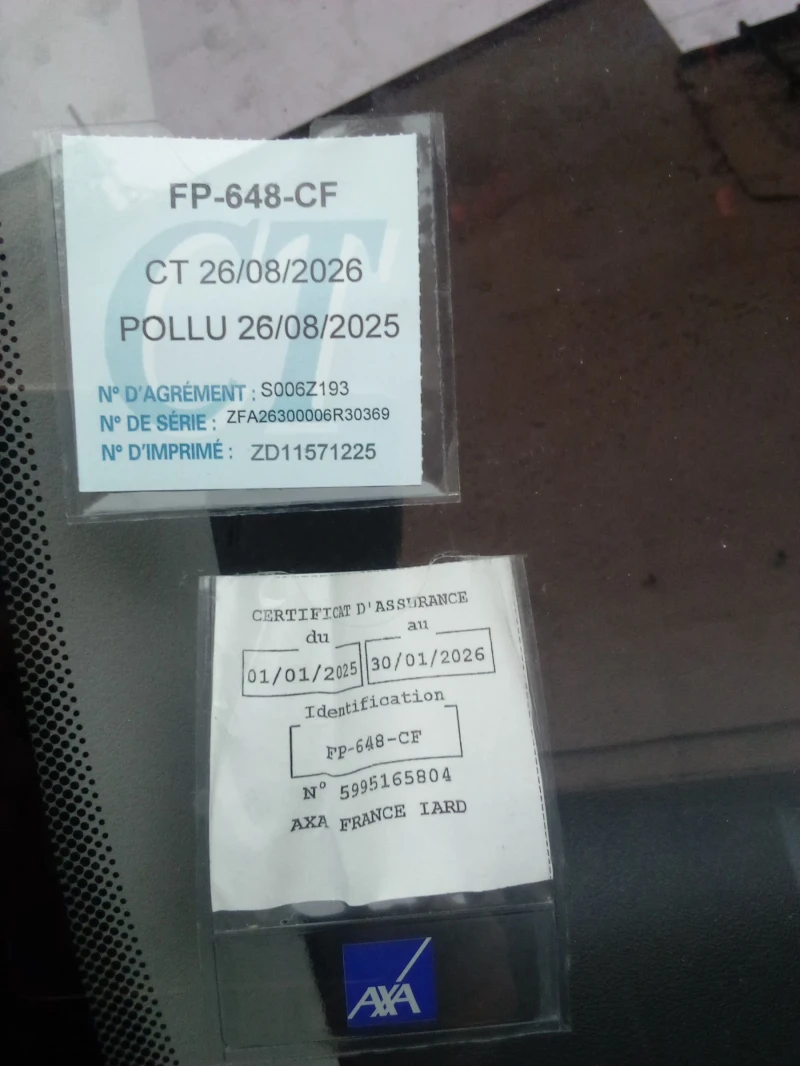 FP-648-CF
CT 26/08/2026
POLLU 26/08/2025
N° D'AGRÉMENT : S006Z193
N° DE SÉRIE : ZFA26300006R30369
N° D'IMPRIMÉ : ZD11571225
CT
CERTIFICAT D'ASSURANCE
du au
01/01/2025 30/01/2026
Identification
FP-648-CF
N° 5995165804
AXA FRANCE IARD
AXA